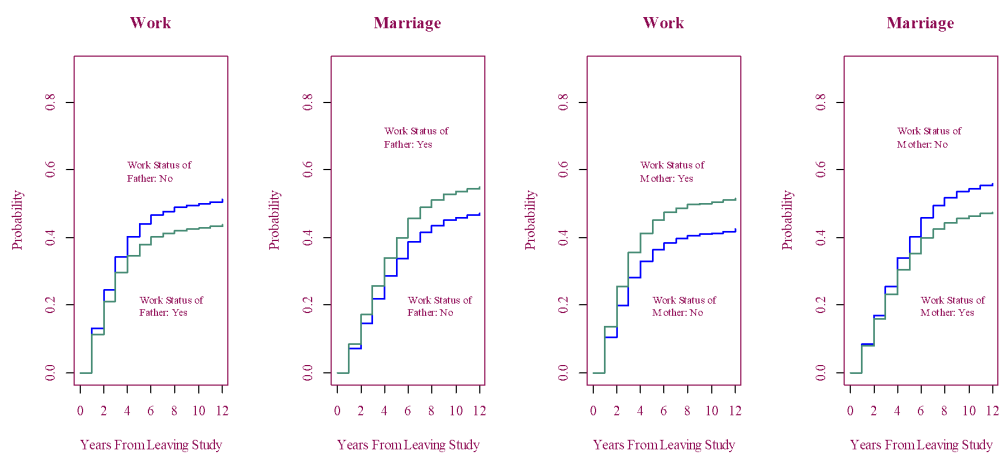 Work
Marriage
Work
Marriage
Probability
0.0
0.2
0.4
0.6
0.8
Work Status of
Father: No
Work Status of
Father: Yes
0 2 4 6 8 10 12
Years From Leaving Study
Probability
0.0
0.2
0.4
0.6
0.8
Work Status of
Father: Yes
Work Status of
Father: No
0 2 4 6 8 10 12
Years From Leaving Study
Probability
0.0
0.2
0.4
0.6
0.8
Work Status of
Mother: Yes
Work Status of
Mother: No
0 2 4 6 8 10 12
Years From Leaving Study
Probability
0.0
0.2
0.4
0.6
0.8
Work Status of
Mother: No
Work Status of
Mother: Yes
0 2 4 6 8 10 12
Years From Leaving Study